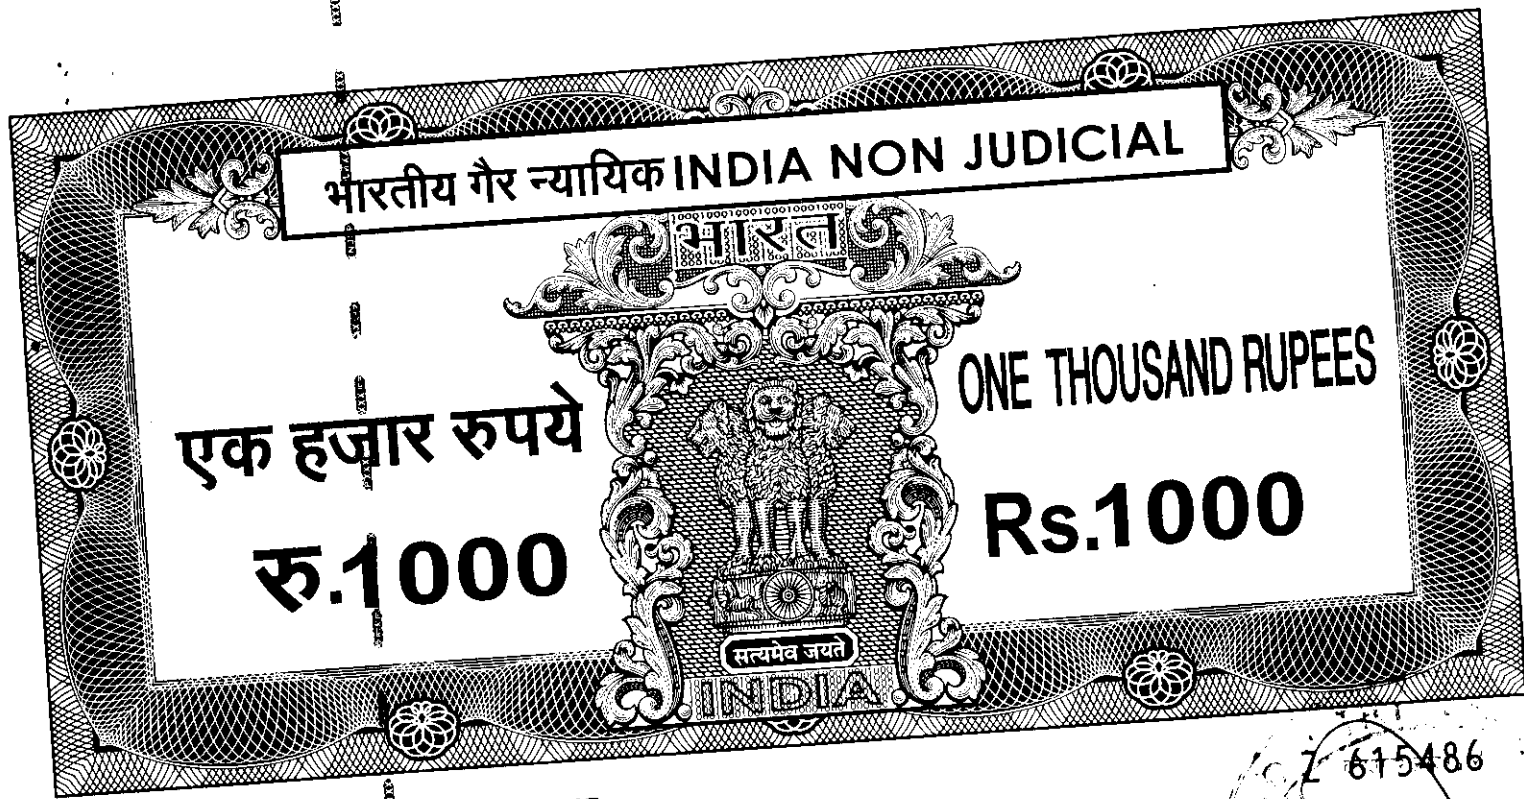 भारतीय गैर न्यायिक INDIA NON JUDICIAL
भारत
एक हजार रुपये
ONE THOUSAND RUPEES
रु.1000
Rs.1000
सत्यमेव जयते
INDIA
Z 615486